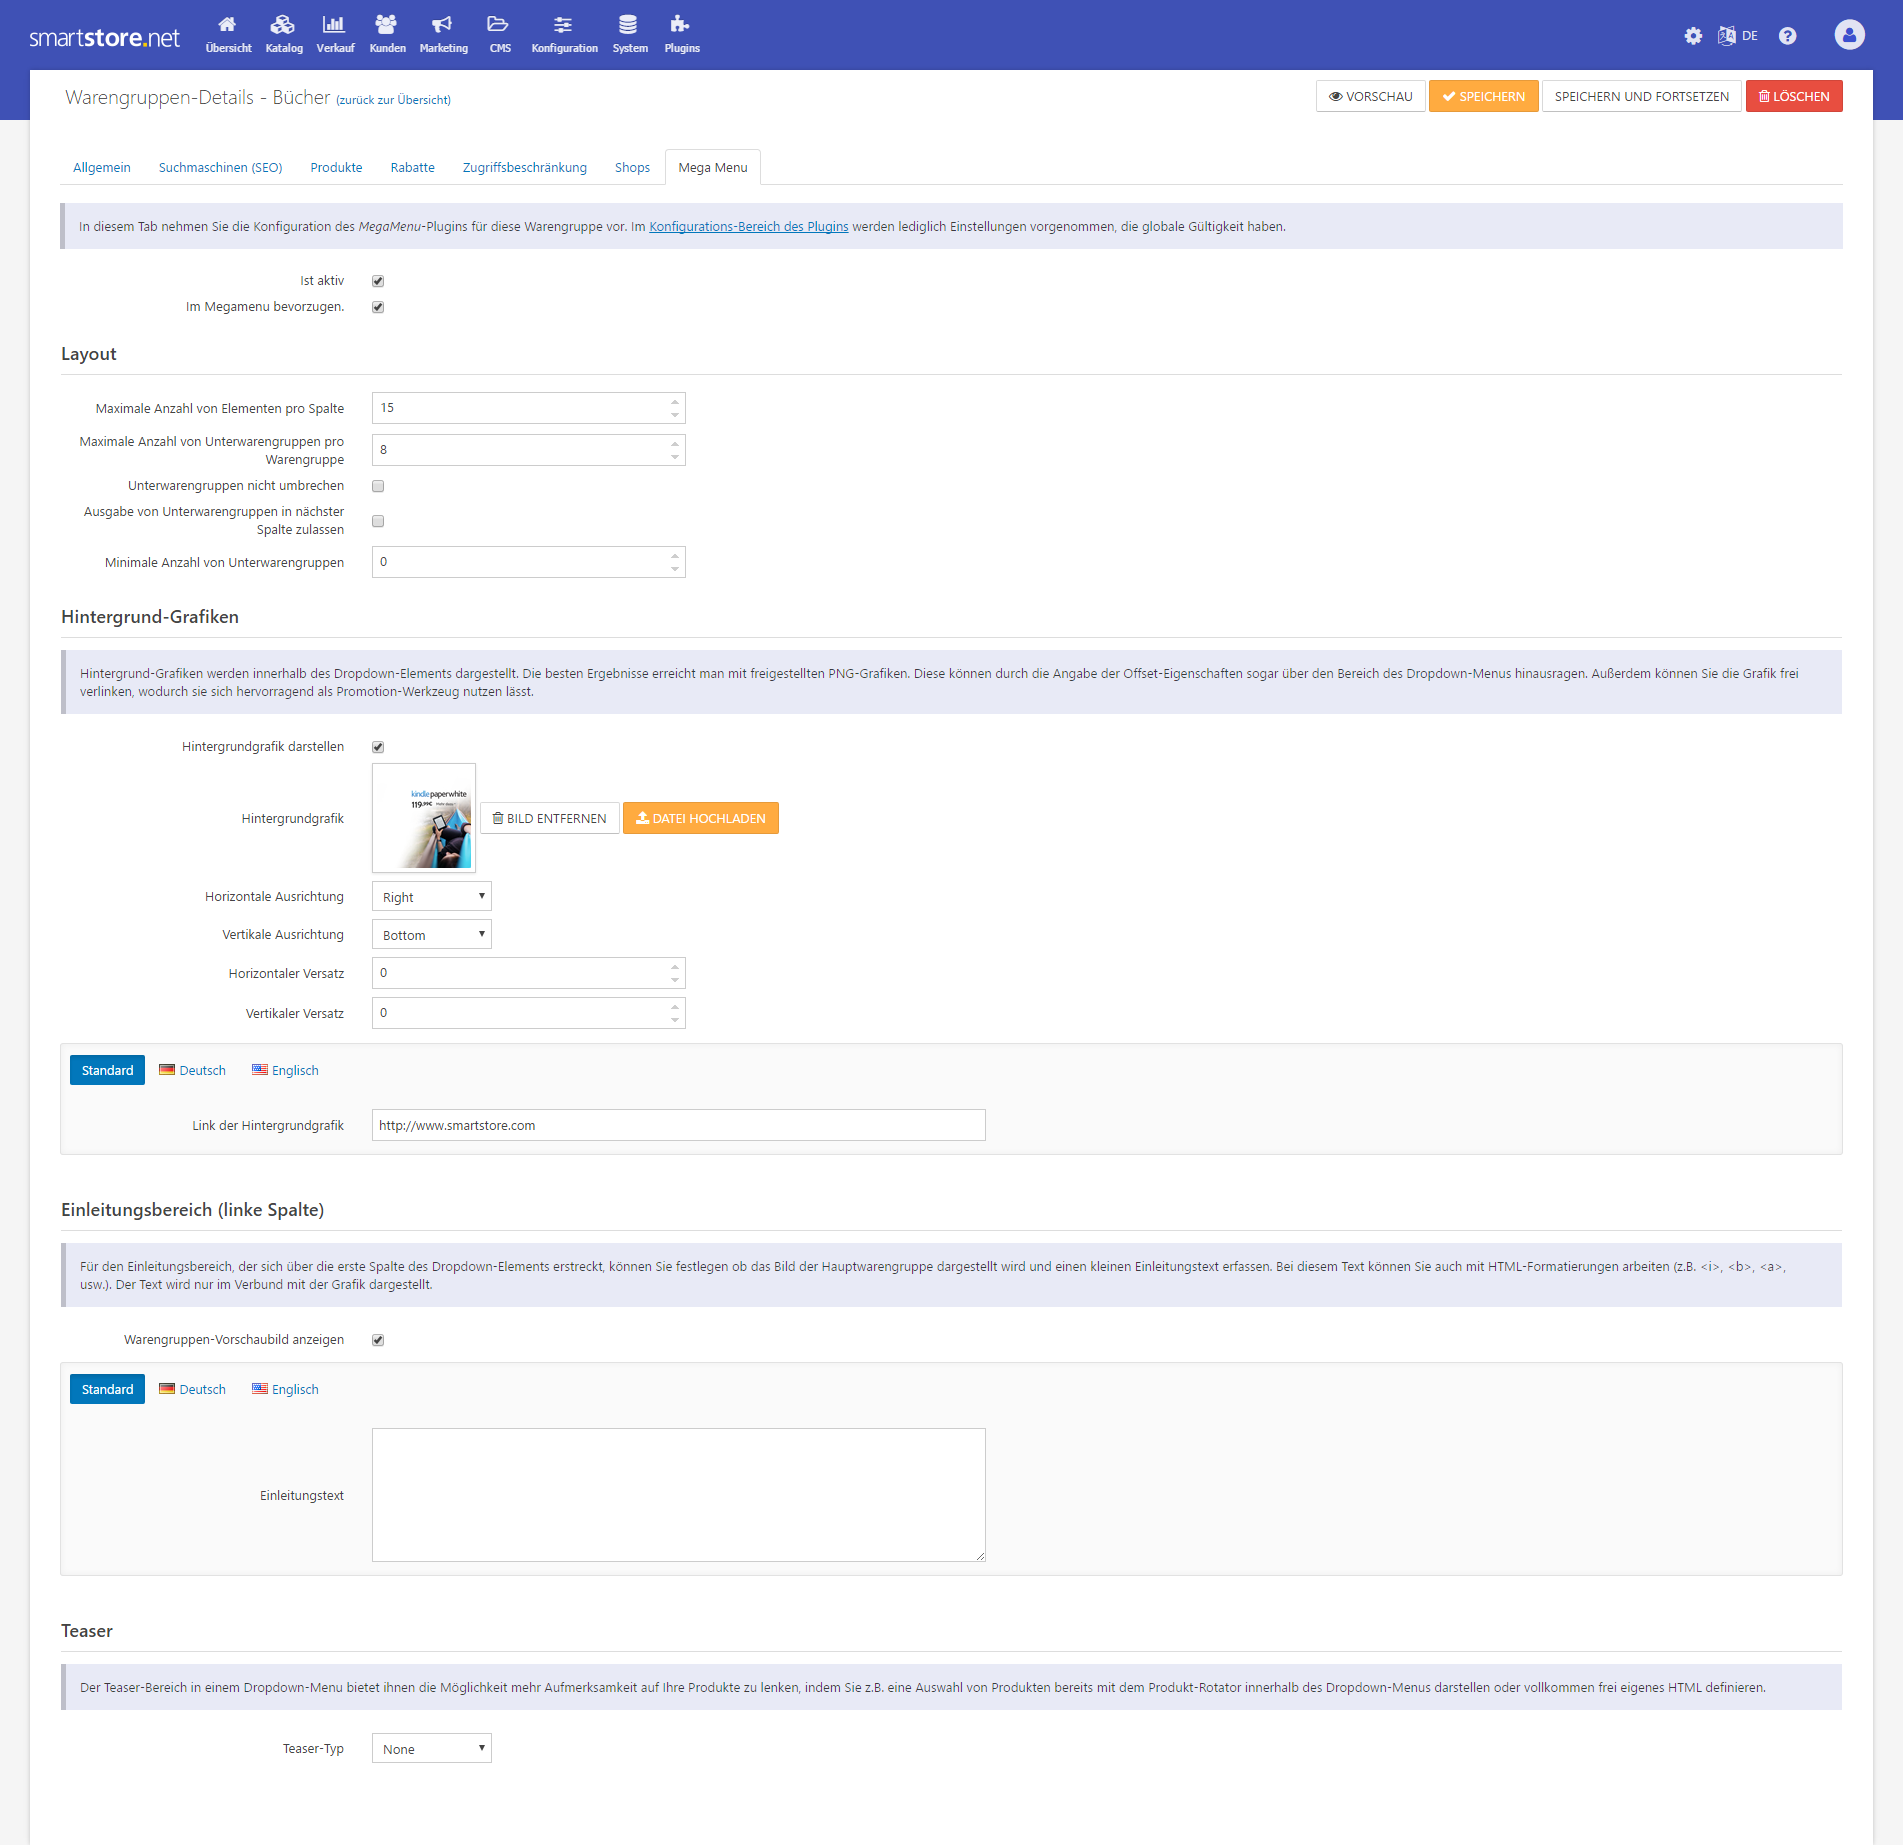 smartstore.net
Übersicht Katalog Verkauf Kunden Marketing CMS Konfiguration System Plugins
DE
Warengruppen-Details - Bücher (zurück zur Übersicht)
VORSCHAU SPEICHERN SPEICHERN UND FORTSETZEN LÖSCHEN
Allgemein Suchmaschinen (SEO) Produkte Rabatte Zugriffsbeschränkung Shops Mega Menu
In diesem Tab nehmen Sie die Konfiguration des MegaMenu-Plugins für diese Warengruppe vor. Im Konfigurations-Bereich des Plugins werden lediglich Einstellungen vorgenommen, die globale Gültigkeit haben.
Ist aktiv
Im Megamenu bevorzugen.
Layout
Maximale Anzahl von Elementen pro Spalte 15
Maximale Anzahl von Unterwarengruppen pro
Warengruppe 8
Unterwarengruppen nicht umbrechen
Ausgabe von Unterwarengruppen in nächster
Spalte zulassen
Minimale Anzahl von Unterwarengruppen 0
Hintergrund-Grafiken
Hintergrund-Grafiken werden innerhalb des Dropdown-Elements dargestellt. Die besten Ergebnisse erreicht man mit freigestellten PNG-Grafiken. Diese können durch die Angabe der Offset-Eigenschaften sogar über den Bereich des Dropdown-Menus hinausragen. Außerdem können Sie die Grafik frei
verlinken, wodurch sie sich hervorragend als Promotion-Werkzeug nutzen lässt.
Hintergrundgrafik darstellen
kindle paperwhite
119,99€
Hintergrundgrafik BILD ENTFERNEN DATEI HOCHLADEN
Horizontale Ausrichtung Right
Vertikale Ausrichtung Bottom
Horizontaler Versatz 0
Vertikaler Versatz 0
Standard Deutsch Englisch
Link der Hintergrundgrafik http://www.smartstore.com
Einleitungsbereich (linke Spalte)
Für den Einleitungsbereich, der sich über die erste Spalte des Dropdown-Elements erstreckt, können Sie festlegen ob das Bild der Hauptwarengruppe dargestellt wird und einen kleinen Einleitungstext erfassen. Bei diesem Text können Sie auch mit HTML-Formatierungen arbeiten (z.B. <i>, <b>, <a>,
usw.). Der Text wird nur im Verbund mit der Grafik dargestellt.
Warengruppen-Vorschaubild anzeigen
Standard Deutsch Englisch
Einleitungstext
Teaser
Der Teaser-Bereich in einem Dropdown-Menu bietet ihnen die Möglichkeit mehr Aufmerksamkeit auf Ihre Produkte zu lenken, indem Sie z.B. eine Auswahl von Produkten bereits mit dem Produkt-Rotator innerhalb des Dropdown-Menus darstellen oder vollkommen frei eigenes HTML definieren.
Teaser-Typ None